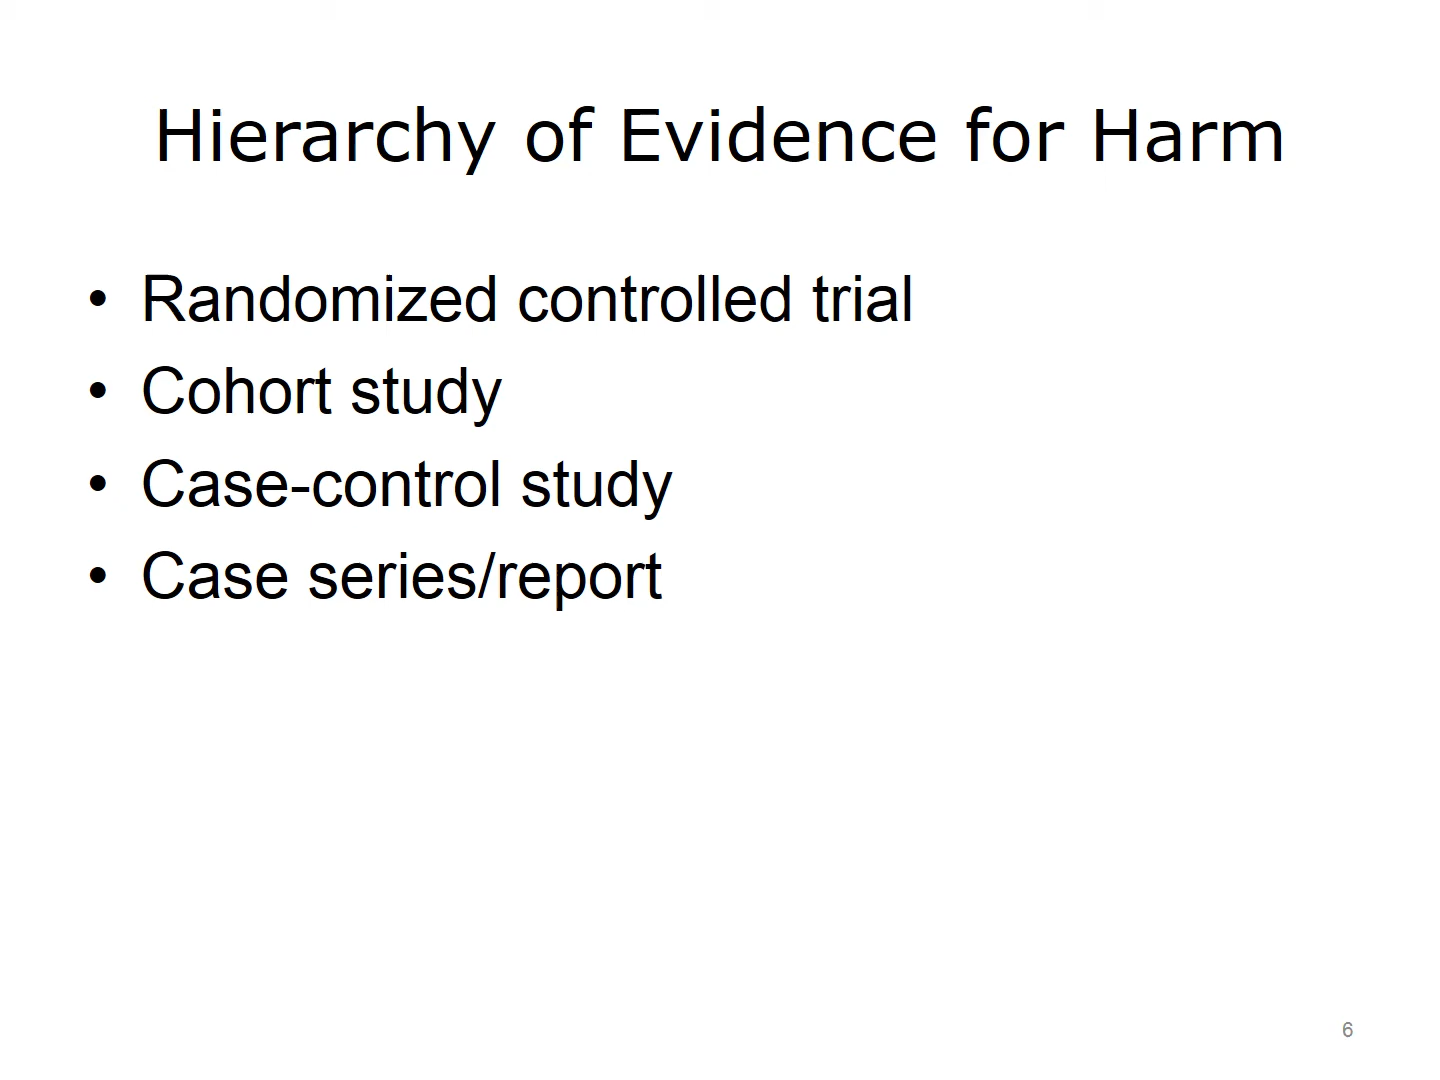 Hierarchy of Evidence for Harm
• Randomized controlled trial
• Cohort study
• Case-control study
• Case series/report
6